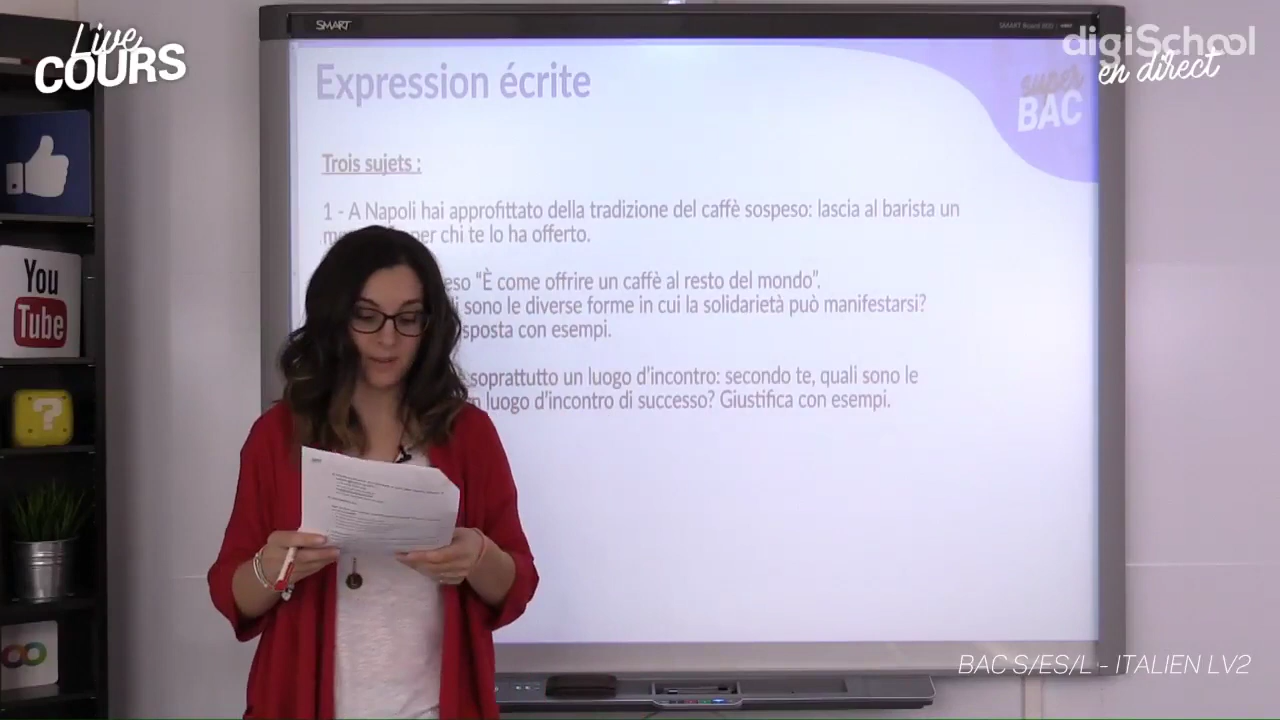 Live
COURS
SMART
digiSchool
en direct
super
BAC
Expression écrite
Trois sujets :
1 - A Napoli hai approfittato della tradizione del caffè sospeso: lascia al barista un
per chi te lo ha offerto.
“È come offrire un caffè al resto del mondo”.
sono le diverse forme in cui la solidarietà può manifestarsi?
con esempi.
soprattutto un luogo d’incontro: secondo te, quali sono le
luogo d’incontro di successo? Giustifica con esempi.
You
Tube
?
BAC S/ES/L - ITALIEN LV2